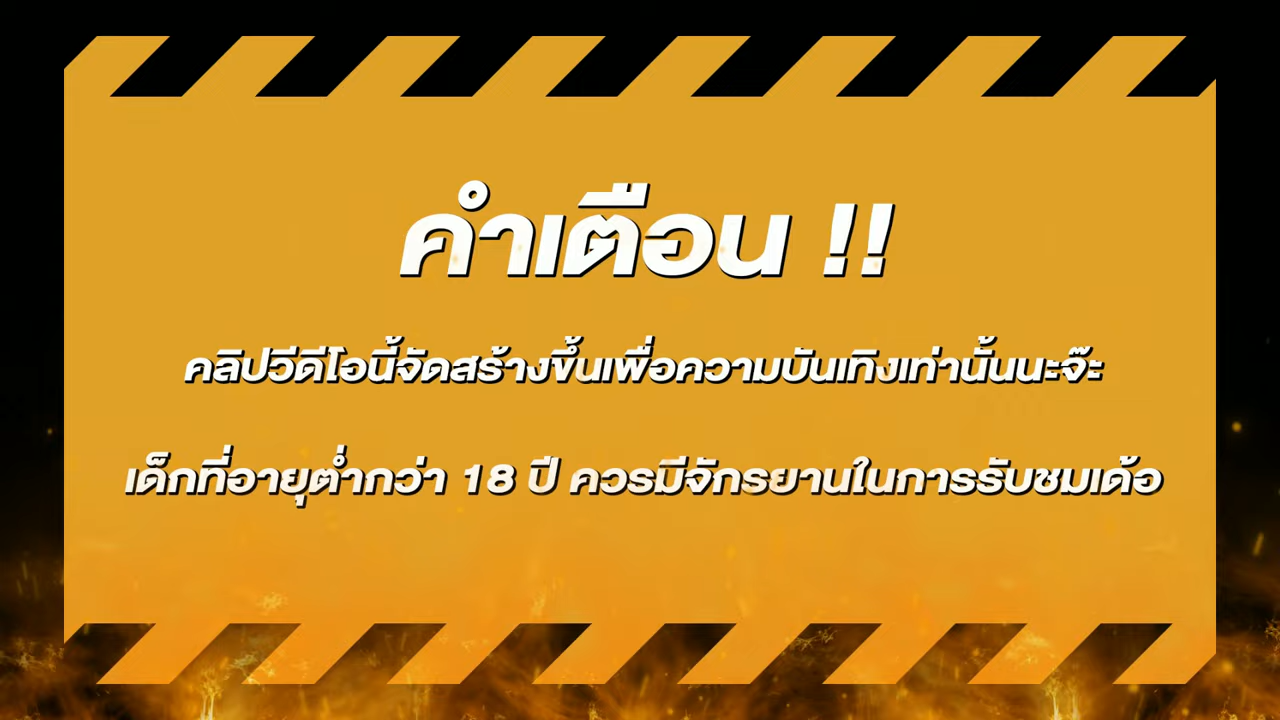 คำเตือน !!
คลิปวีดีโอนี้จัดสร้างขึ้นเพื่อความบันเทิงเท่านั้นนะจ๊ะ
เด็กที่อายุต่ำกว่า 18 ปี ควรมีจักรยานในการรับชมเด้อ